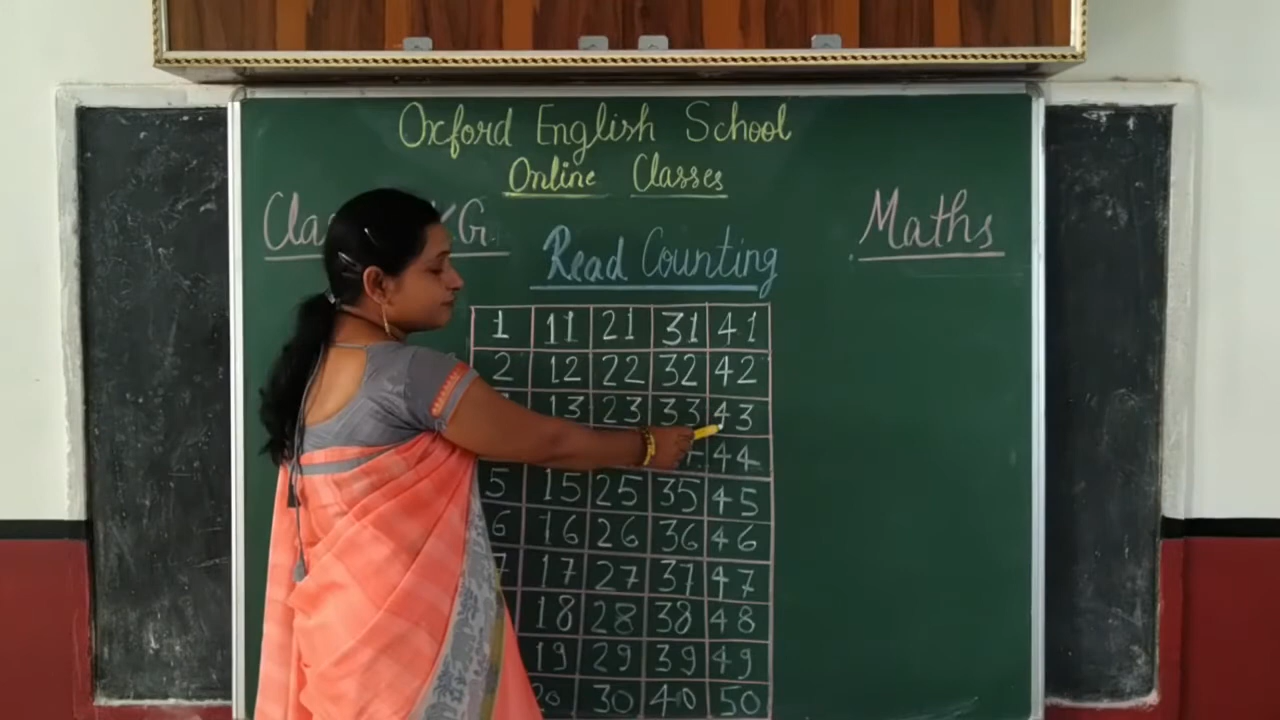 Oxford English School
Online Classes
Maths
Read Counting
1 11 21 31 41
2 12 22 32 42
13 23 33 43
44
5 15 25 35 45
6 16 26 36 46
7 17 27 37 47
18 28 38 48
19 29 39 49
20 30 40 50